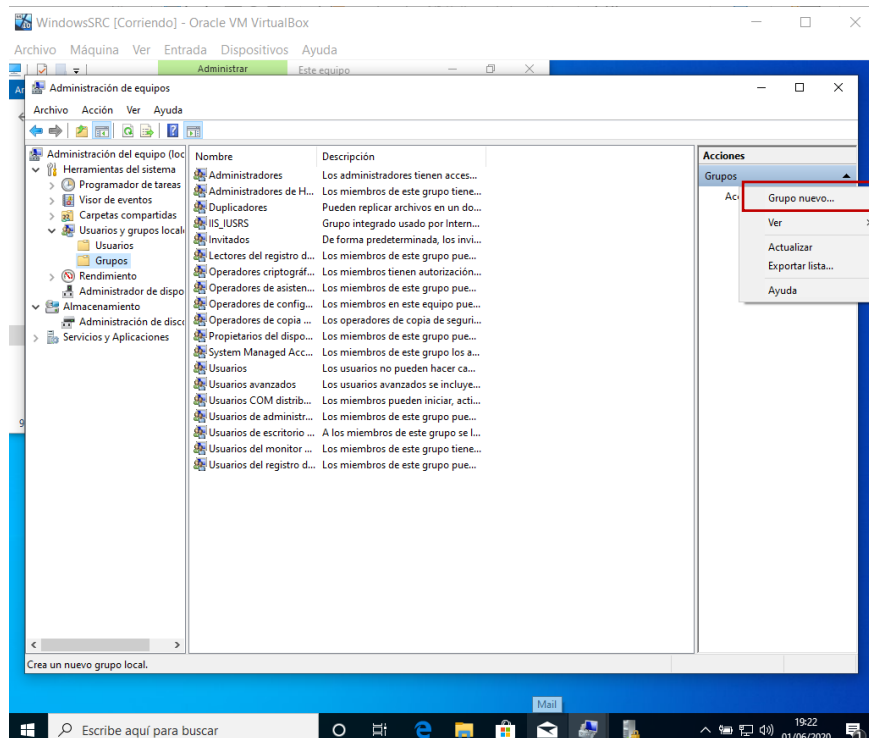 WindowsSRC [Corriendo] - Oracle VM VirtualBox
Archivo Máquina Ver Entrada Dispositivos Ayuda
Administrar Este equipo
Administración de equipos
Archivo Acción Ver Ayuda
Administración del equipo (loc
Herramientas del sistema
Programador de tareas
Visor de eventos
Carpetas compartidas
Usuarios y grupos local
Usuarios
Grupos
Rendimiento
Administrador de dispo
Almacenamiento
Administración de disco
Servicios y Aplicaciones
Nombre Descripción
Administradores Los administradores tienen acces...
Administradores de H... Los miembros de este grupo tiene...
Duplicadores Pueden replicar archivos en un do...
IIS_IUSRS Grupo integrado usado por Intern...
Invitados De forma predeterminada, los invi...
Lectores del registro d... Los miembros de este grupo pue...
Operadores criptográf... Los miembros tienen autorización...
Operadores de asisten... Los miembros de este grupo pue...
Operadores de config... Los miembros en este equipo pue...
Operadores de copia ... Los operadores de copia de seguri...
Propietarios del dispo... Los miembros de este grupo pue...
System Managed Acc... Los miembros de este grupo los a...
Usuarios Los usuarios no pueden hacer ca...
Usuarios avanzados Los usuarios avanzados se incluye...
Usuarios COM distrib... Los miembros pueden iniciar, acti...
Usuarios de administr... Los miembros de este grupo pue...
Usuarios de escritorio ... A los miembros de este grupo se l...
Usuarios del monitor ... Los miembros de este grupo tiene...
Usuarios del registro d... Los miembros de este grupo pue...
Acciones
Grupos
Ac
Grupo nuevo...
Ver
Actualizar
Exportar lista...
Ayuda
Crea un nuevo grupo local.
Mail
Escribe aquí para buscar
19:22
01/06/2020